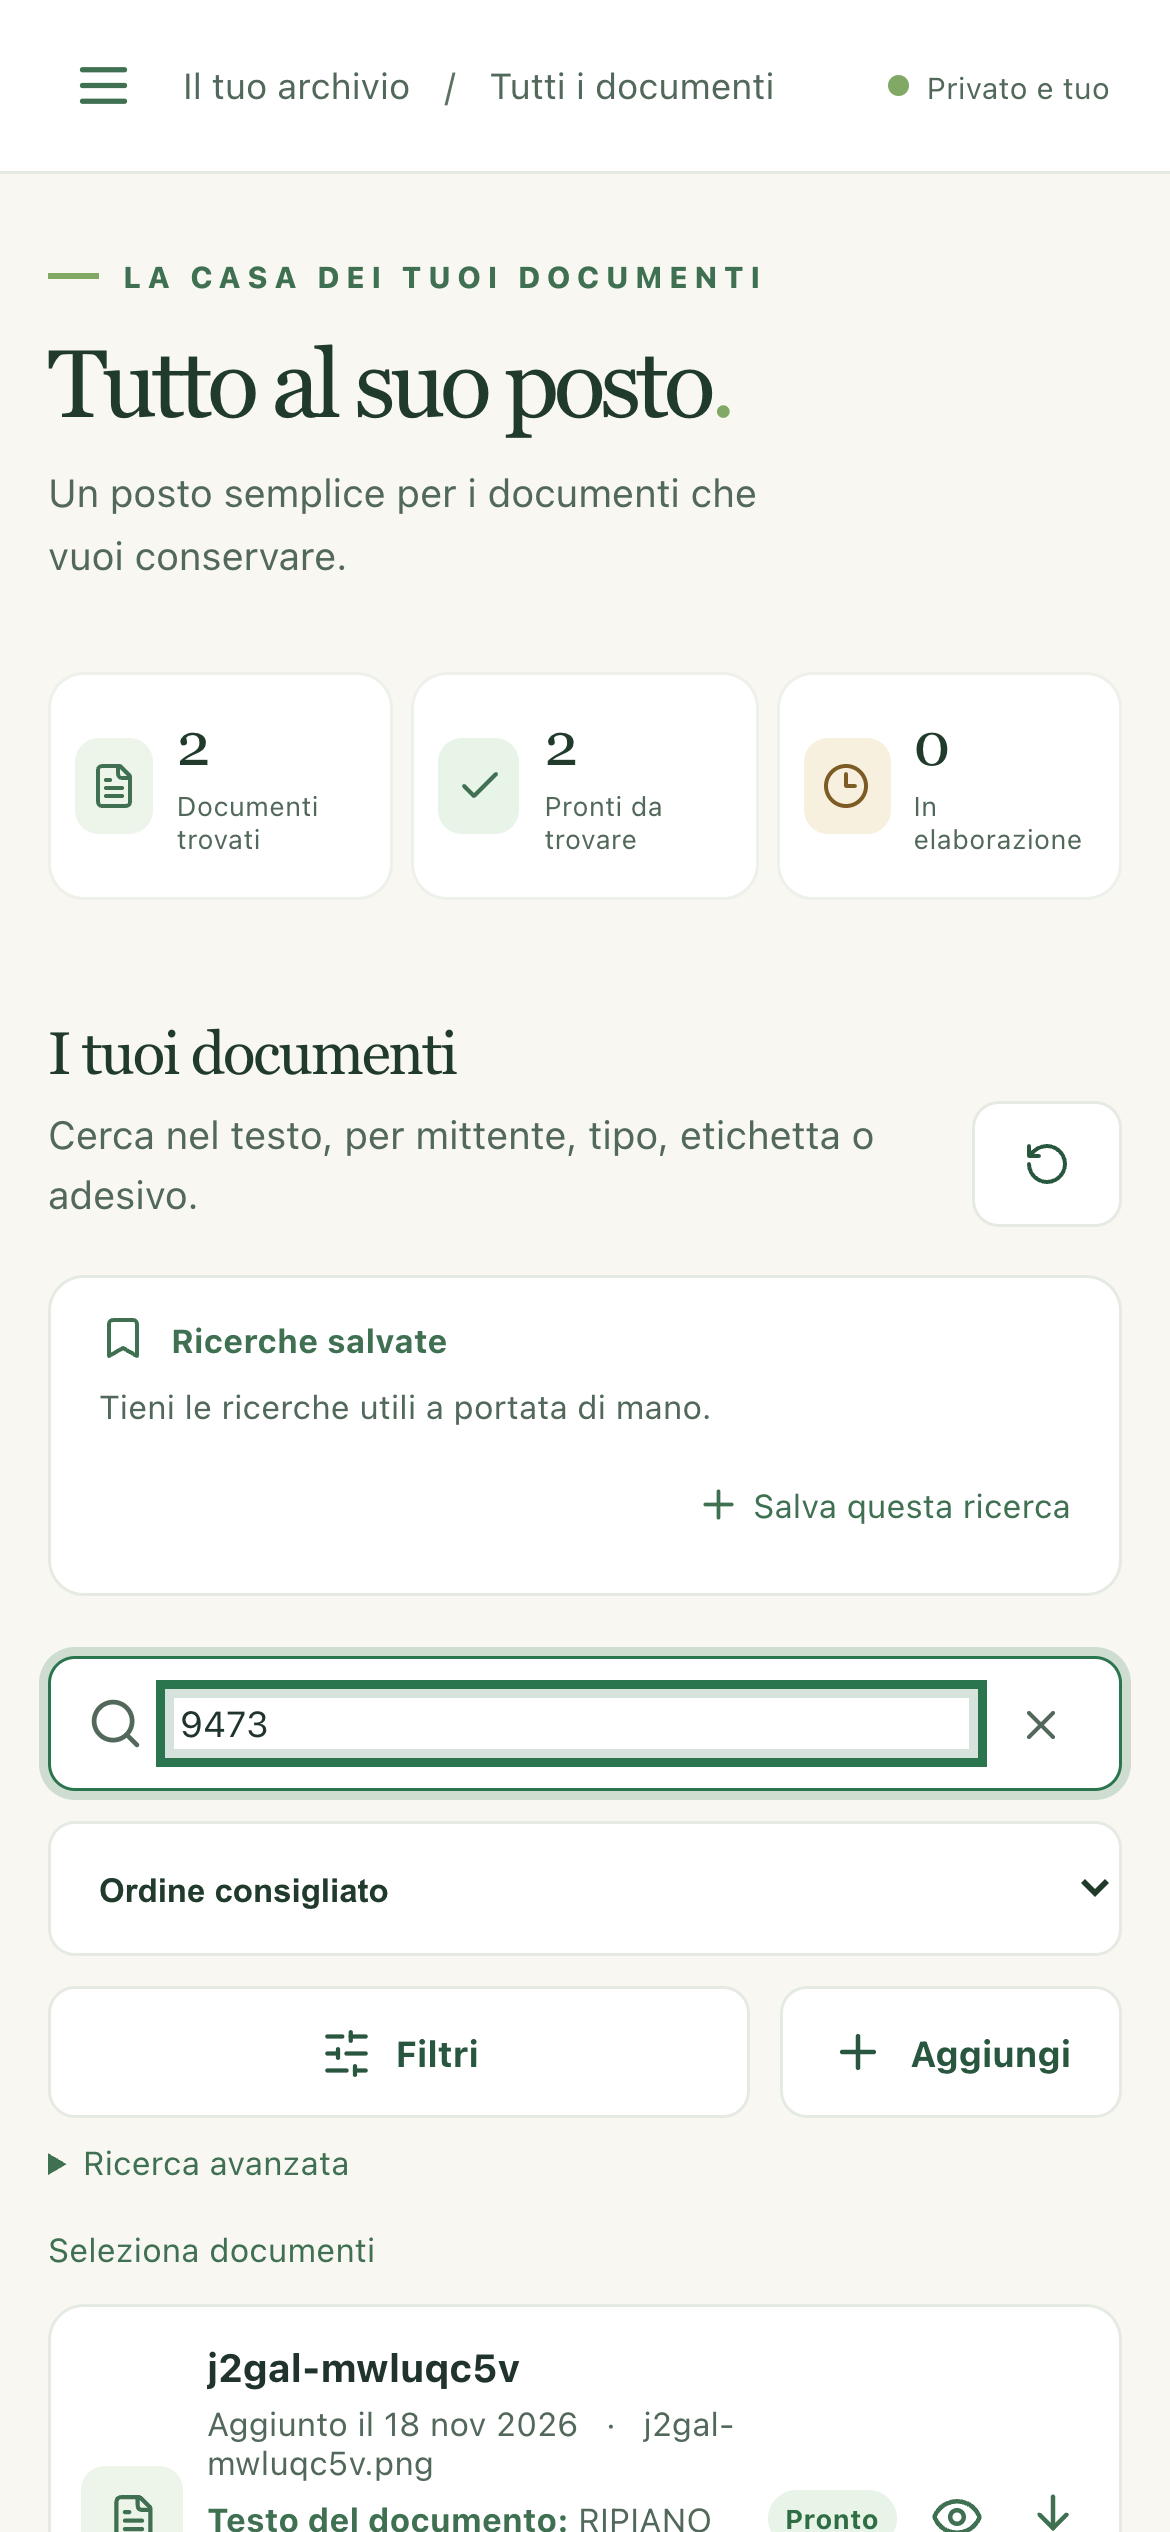 Il tuo archivio / Tutti i documenti
Privato e tuo
LA CASA DEI TUOI DOCUMENTI
Tutto al suo posto.
Un posto semplice per i documenti che
vuoi conservare.
2
Documenti
trovati
2
Pronti da
trovare
0
In
elaborazione
I tuoi documenti
Cerca nel testo, per mittente, tipo, etichetta o
adesivo.
Ricerche salvate
Tieni le ricerche utili a portata di mano.
Salva questa ricerca
9473
Ordine consigliato
Filtri
Aggiungi
Ricerca avanzata
Seleziona documenti
j2gal-mwluqc5v
Aggiunto il 18 nov 2026 · j2gal-
mwluqc5v.png
Testo del documento: RIPIANO
Pronto